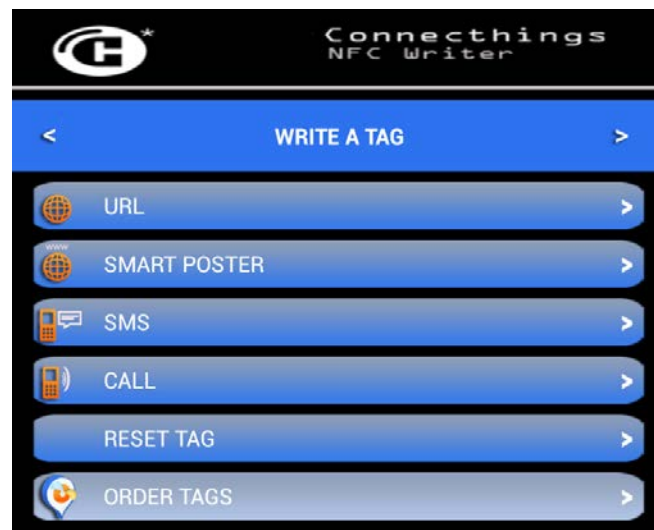 Connecthings
NFC Writer
< WRITE A TAG >
URL >
www
SMART POSTER >
SMS >
CALL >
RESET TAG >
ORDER TAGS >